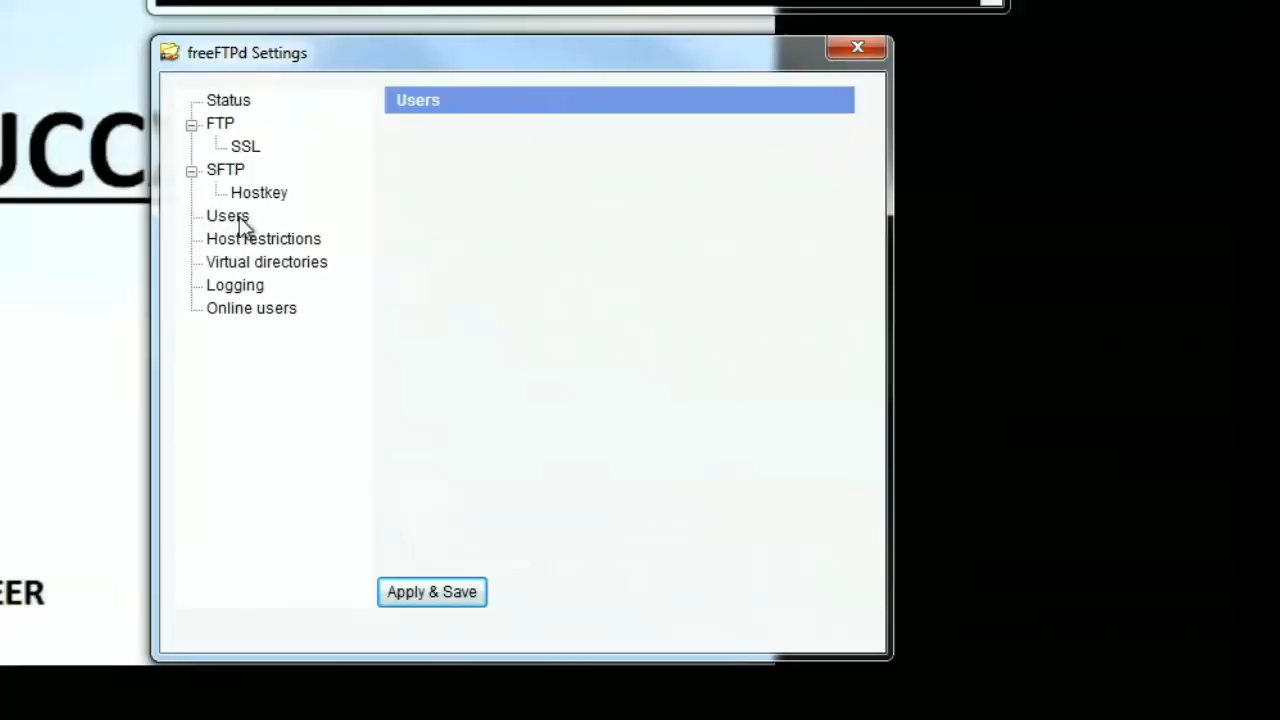 UCC
freeFTPd Settings
Status
FTP
SSL
SFTP
Hostkey
Users
Host restrictions
Virtual directories
Logging
Online users
Users
Apply & Save
EER